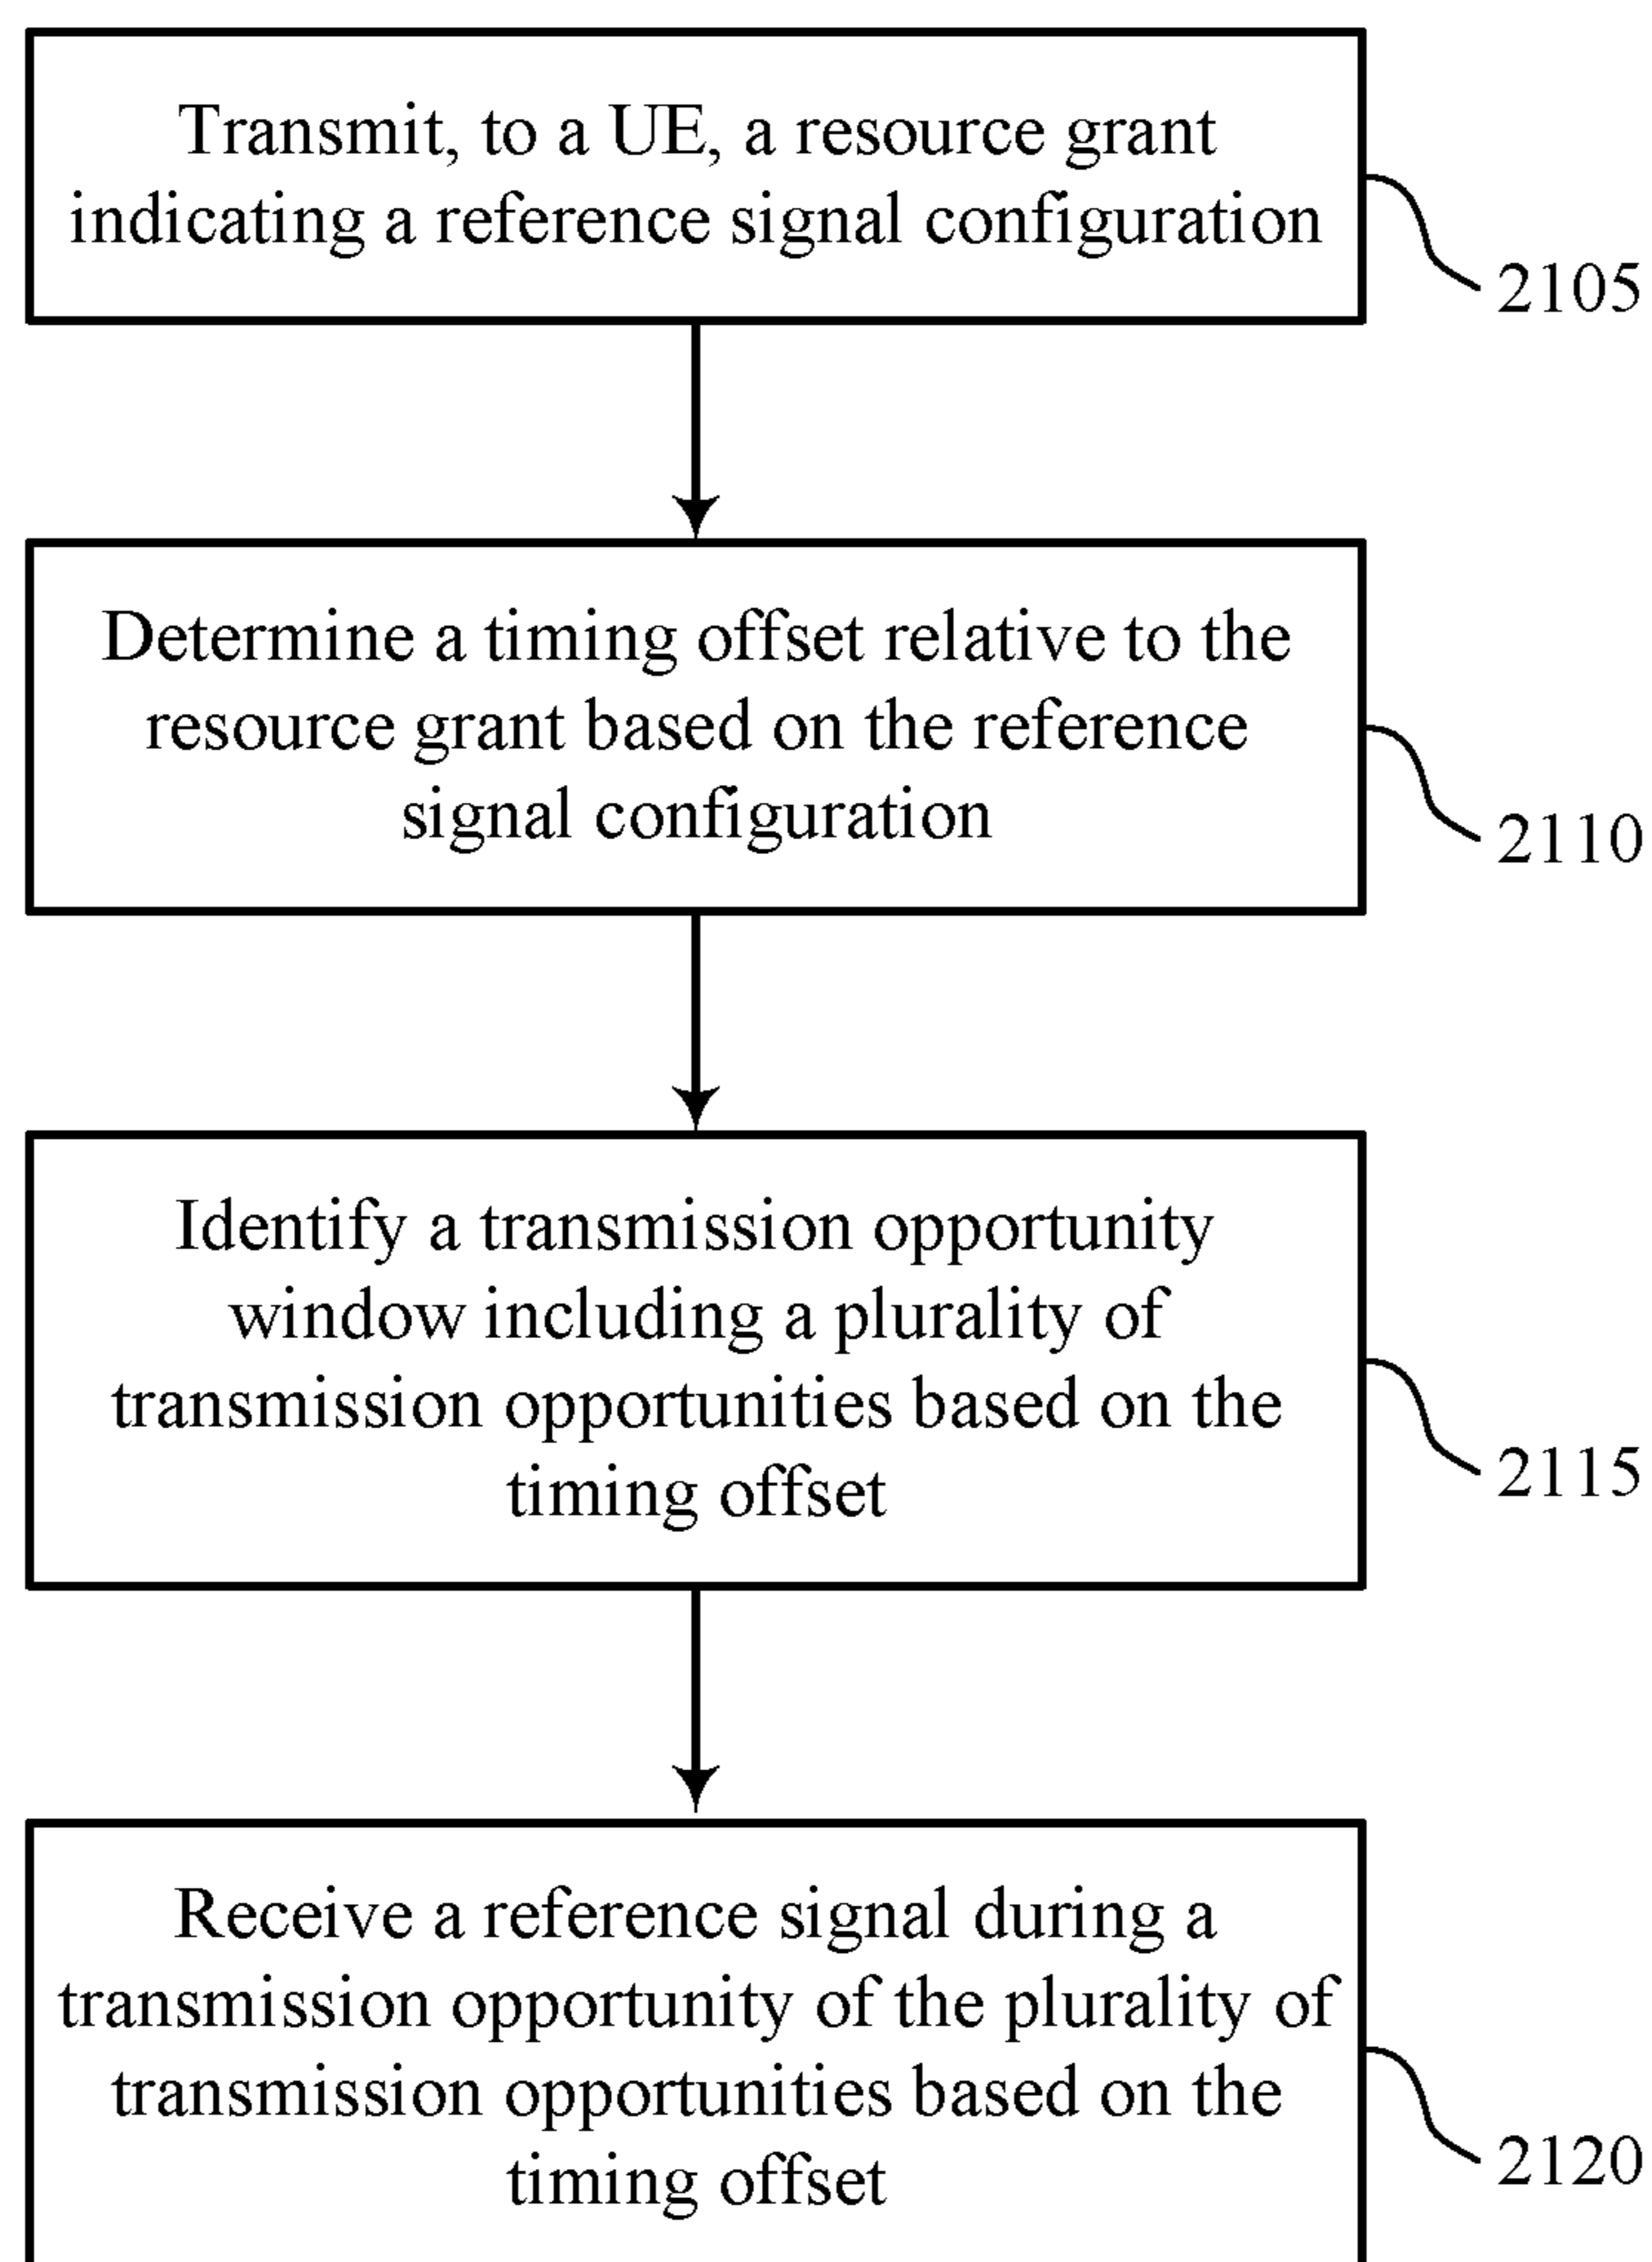 Transmit, to a UE, a resource grant
indicating a reference signal configuration
2105
Determine a timing offset relative to the
resource grant based on the reference
signal configuration
2110
Identify a transmission opportunity
window including a plurality of
transmission opportunities based on the
timing offset
2115
Receive a reference signal during a
transmission opportunity of the plurality of
transmission opportunities based on the
timing offset
2120